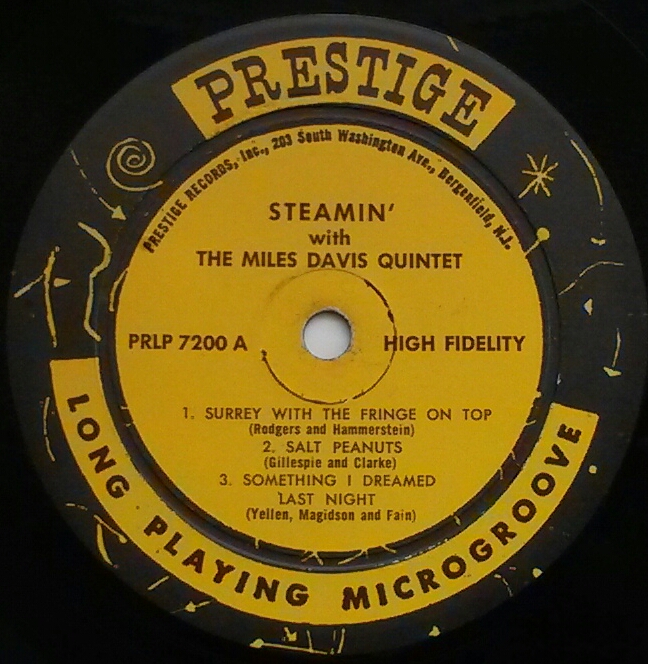 PRESTIGE
PRESTIGE RECORDS, Inc., 203 South Washington Ave., Bergenfield, N.J.
STEAMIN'
with
THE MILES DAVIS QUINTET
PRLP 7200 A HIGH FIDELITY
1. SURREY WITH THE FRINGE ON TOP
(Rodgers and Hammerstein)
2. SALT PEANUTS
(Gillespie and Clarke)
3. SOMETHING I DREAMED
LAST NIGHT
(Yellen, Magidson and Fain)
LONG PLAYING MICROGROOVE